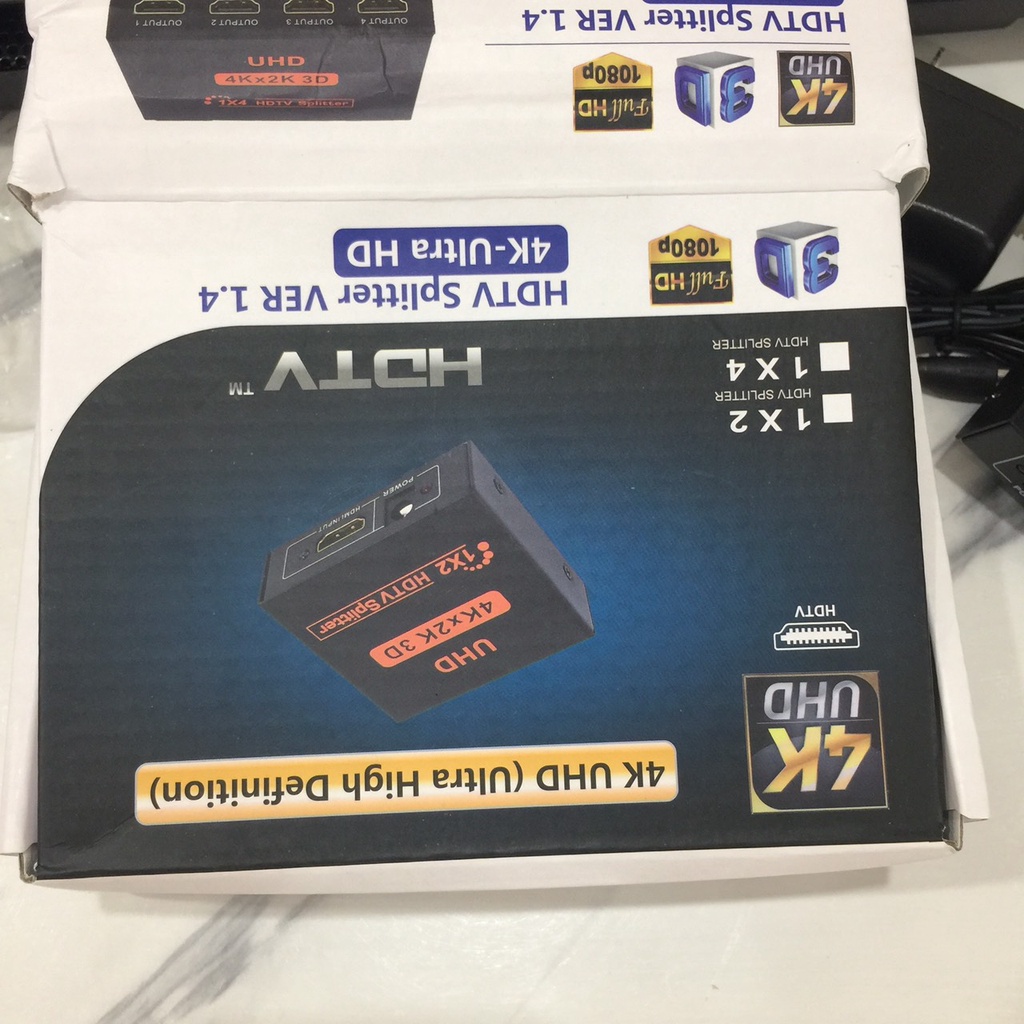 OUTPUT 1 OUTPUT 2 OUTPUT 3 OUTPUT 4
UHD
4Kx2K 3D
1X4 HDTV Splitter
HDTV Splitter VER 1.4
4K UHD
3D
Full HD 1080p
4K UHD (Ultra High Definition)
4K
UHD
HDTV
UHD
4Kx2K 3D
1X2 HDTV Splitter
HDMI INPUT
POWER
1 X 2
HDTV SPLITTER
1 X 4
HDTV SPLITTER
HDTV TM
HDTV Splitter VER 1.4
4K-Ultra HD
3D
Full HD
1080p